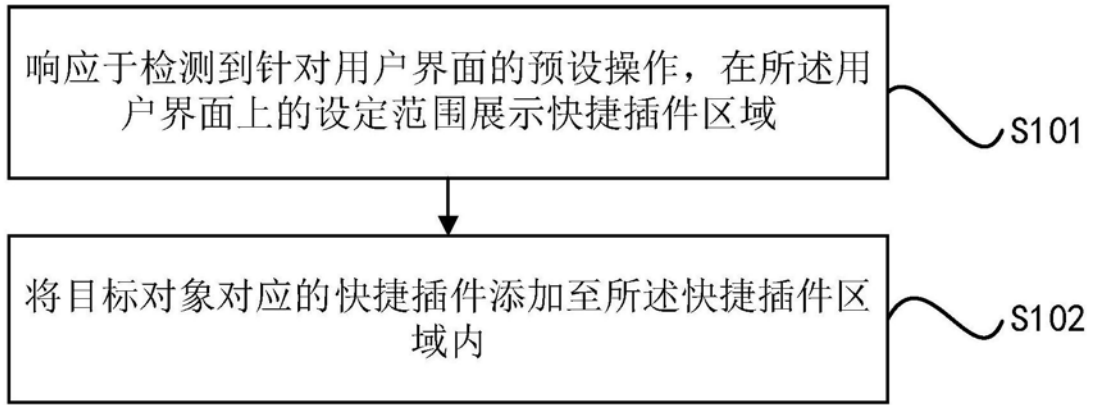 响应于检测到针对用户界面的预设操作，在所述用
户界面上的设定范围展示快捷插件区域
S101
将目标对象对应的快捷插件添加至所述快捷插件区
域内
S102